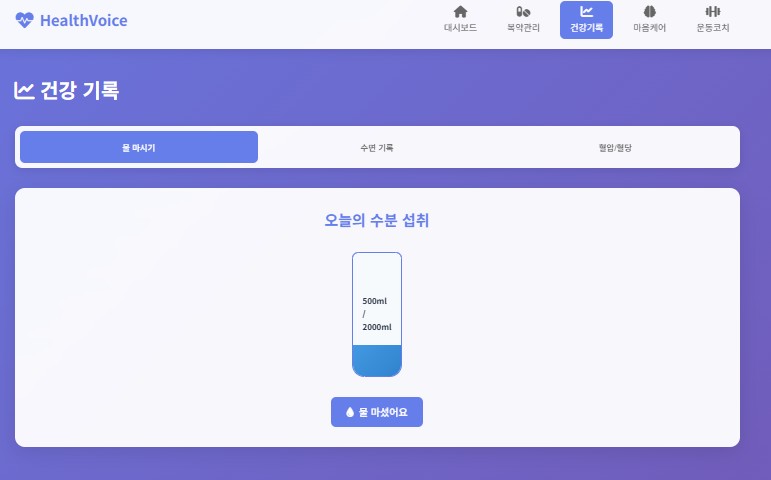 HealthVoice
대시보드
복약관리
건강기록
마음케어
운동코치
건강 기록
물 마시기
수면 기록
혈압/혈당
오늘의 수분 섭취
500ml
/
2000ml
물 마셨어요